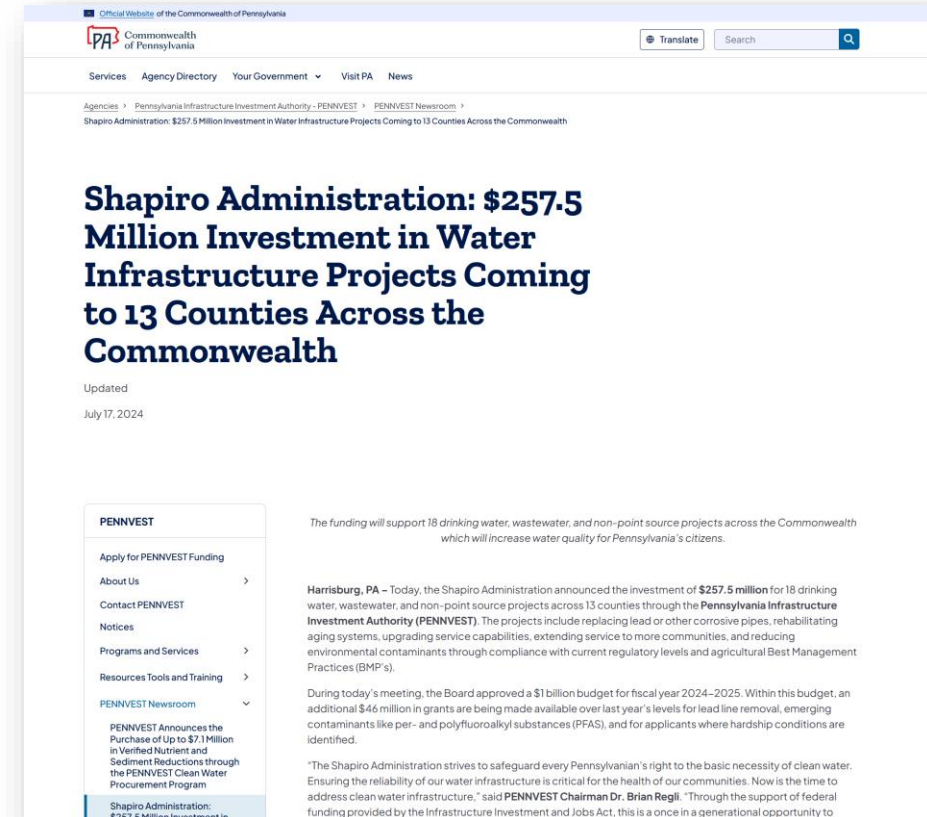 Official Website of the Commonwealth of Pennsylvania
PA Commonwealth
of Pennsylvania
Translate
Search
Services Agency Directory Your Government Visit PA News
Agencies > Pennsylvania Infrastructure Investment Authority - PENNVEST > PENNVEST Newsroom >
Shapiro Administration: $257.5 Million Investment in Water Infrastructure Projects Coming to 13 Counties Across the Commonwealth
Shapiro Administration: $257.5
Million Investment in Water
Infrastructure Projects Coming
to 13 Counties Across the
Commonwealth
Updated
July 17, 2024
PENNVEST
Apply for PENNVEST Funding
About Us >
Contact PENNVEST
Notices
Programs and Services >
Resources Tools and Training >
PENNVEST Newsroom
PENNVEST Announces the
Purchase of Up to $7.1 Million
in Verified Nutrient and
Sediment Reductions through
the PENNVEST Clean Water
Procurement Program
Shapiro Administration:
$257.5 Million Investment in
The funding will support 18 drinking water, wastewater, and non-point source projects across the Commonwealth
which will increase water quality for Pennsylvania's citizens.
Harrisburg, PA – Today, the Shapiro Administration announced the investment of $257.5 million for 18 drinking
water, wastewater, and non-point source projects across 13 counties through the Pennsylvania Infrastructure
Investment Authority (PENNVEST). The projects include replacing lead or other corrosive pipes, rehabilitating
aging systems, upgrading service capabilities, extending service to more communities, and reducing
environmental contaminants through compliance with current regulatory levels and agricultural Best Management
Practices (BMP's).
During today's meeting, the Board approved a $1 billion budget for fiscal year 2024–2025. Within this budget, an
additional $46 million in grants are being made available over last year's levels for lead line removal, emerging
contaminants like per- and polyfluoroalkyl substances (PFAS), and for applicants where hardship conditions are
identified.
"The Shapiro Administration strives to safeguard every Pennsylvanian's right to the basic necessity of clean water.
Ensuring the reliability of our water infrastructure is critical for the health of our communities. Now is the time to
address clean water infrastructure," said PENNVEST Chairman Dr. Brian Regli. "Through the support of federal
funding provided by the Infrastructure Investment and Jobs Act, this is a once in a generational opportunity to